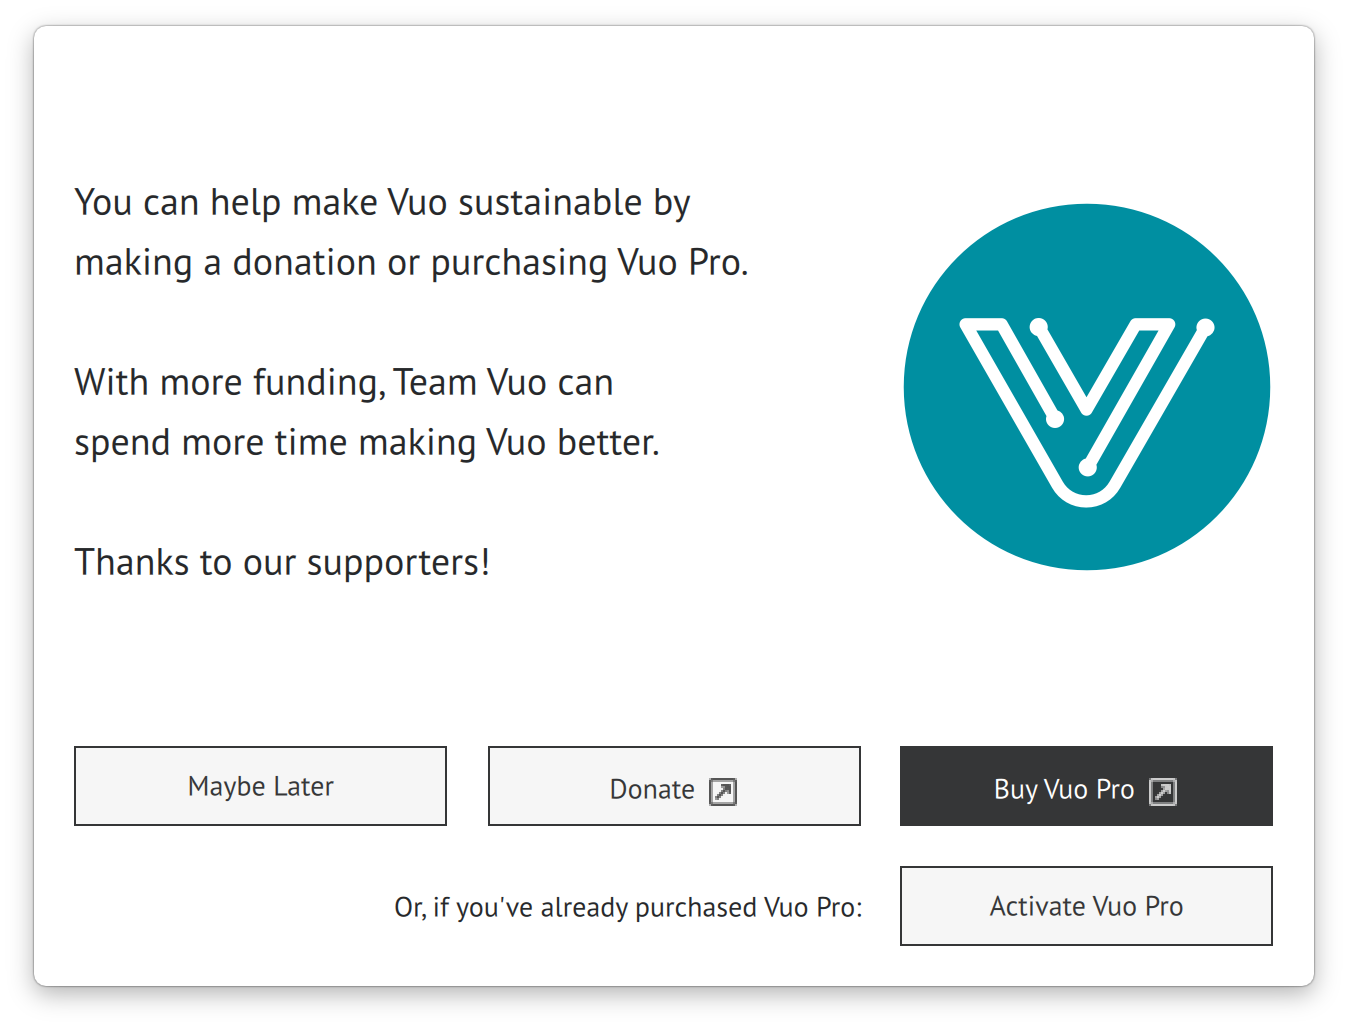 You can help make Vuo sustainable by
making a donation or purchasing Vuo Pro.
With more funding, Team Vuo can
spend more time making Vuo better.
Thanks to our supporters!
Maybe Later
Donate
Buy Vuo Pro
Or, if you've already purchased Vuo Pro:
Activate Vuo Pro